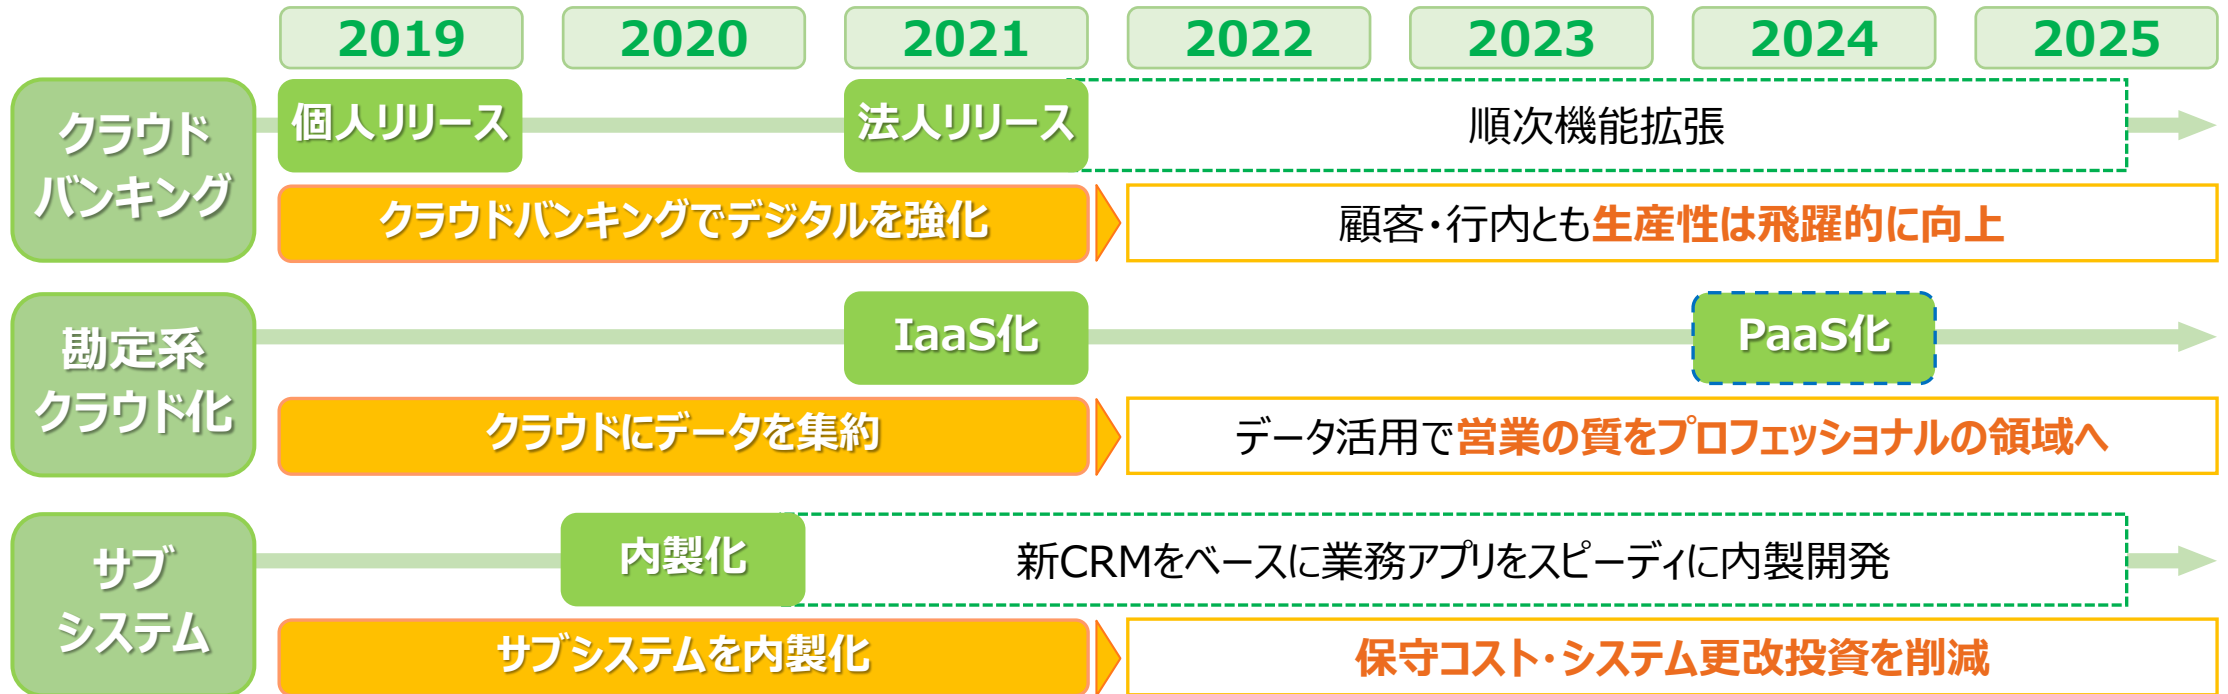 2019 2020 2021 2022 2023 2024 2025
クラウド
バンキング
個人リリース 法人リリース 順次機能拡張
クラウドバンキングでデジタルを強化 顧客・行内とも生産性は飛躍的に向上
勘定系
クラウド化
IaaS化 PaaS化
クラウドにデータを集約 データ活用で営業の質をプロフェッショナルの領域へ
サブ
システム
内製化 新CRMをベースに業務アプリをスピーディに内製開発
サブシステムを内製化 保守コスト・システム更改投資を削減